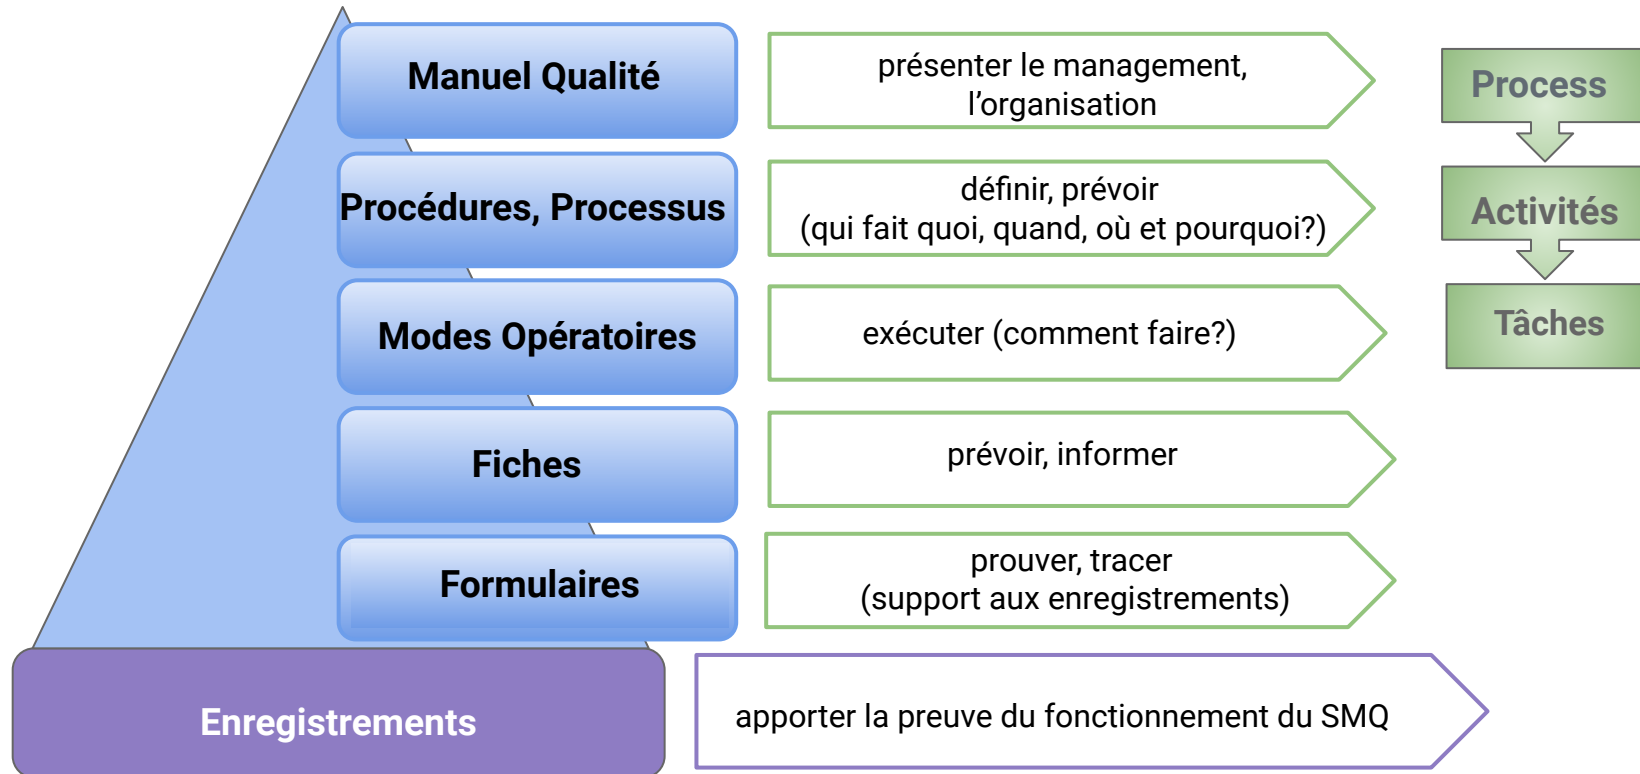 Manuel Qualité
présenter le management,
l’organisation
Process
Procédures, Processus
définir, prévoir
(qui fait quoi, quand, où et pourquoi?)
Activités
Modes Opératoires
exécuter (comment faire?)
Tâches
Fiches
prévoir, informer
Formulaires
prouver, tracer
(support aux enregistrements)
Enregistrements
apporter la preuve du fonctionnement du SMQ